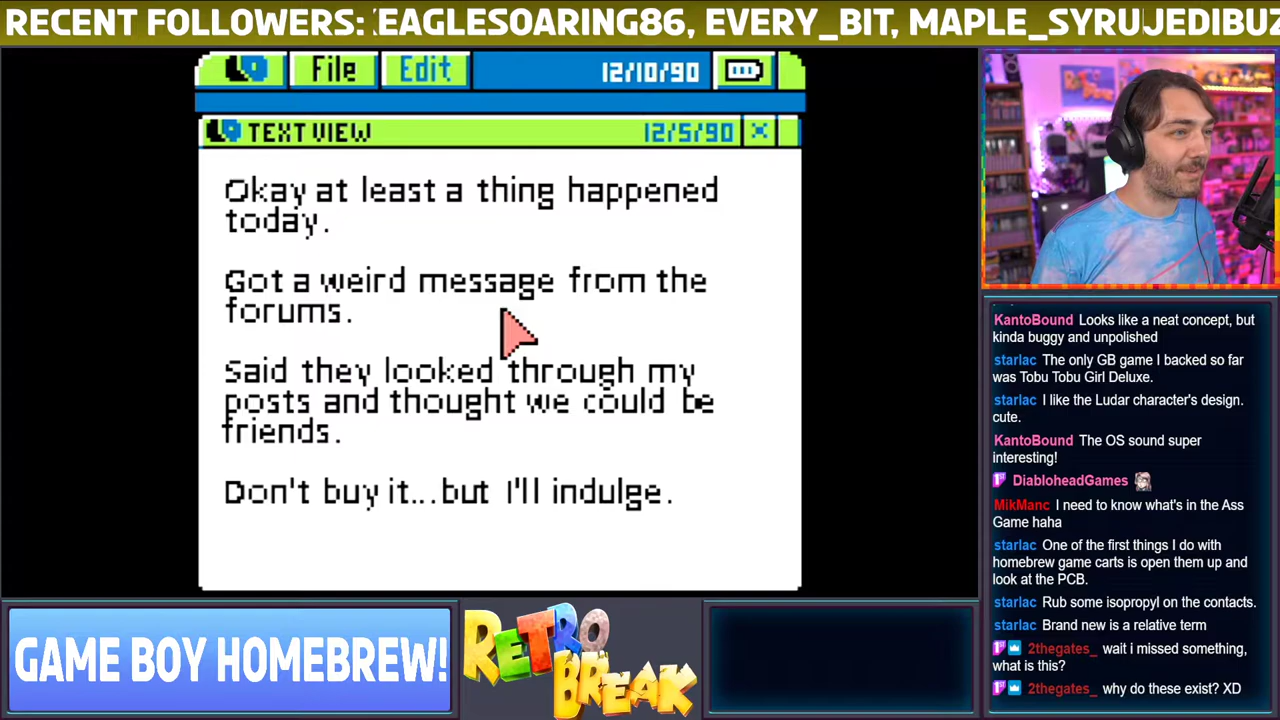 RECENT FOLLOWERS: EAGLESOARING86, EVERY_BIT, MAPLE_SYRUJEDIBUZ
File Edit 12/10/90
TEXT VIEW 12/5/90
Okay at least a thing happened
today.
Got a weird message from the
forums.
Said they looked through my
posts and thought we could be
friends.
Don't buy it...but I'll indulge.
KantoBound Looks like a neat concept, but
kinda buggy and unpolished
starlac The only GB game I backed so far
was Tobu Tobu Girl Deluxe.
starlac I like the Ludar character's design.
cute.
KantoBound The OS sound super
interesting!
DiabloheadGames
MikManc I need to know what's in the Ass
Game haha
starlac One of the first things I do with
homebrew game carts is open them up and
look at the PCB.
starlac Rub some isopropyl on the contacts.
starlac Brand new is a relative term
2thegates_ wait i missed something,
what is this?
2thegates_ why do these exist? XD
GAME BOY HOMEBREW!
RETRO
BREAK